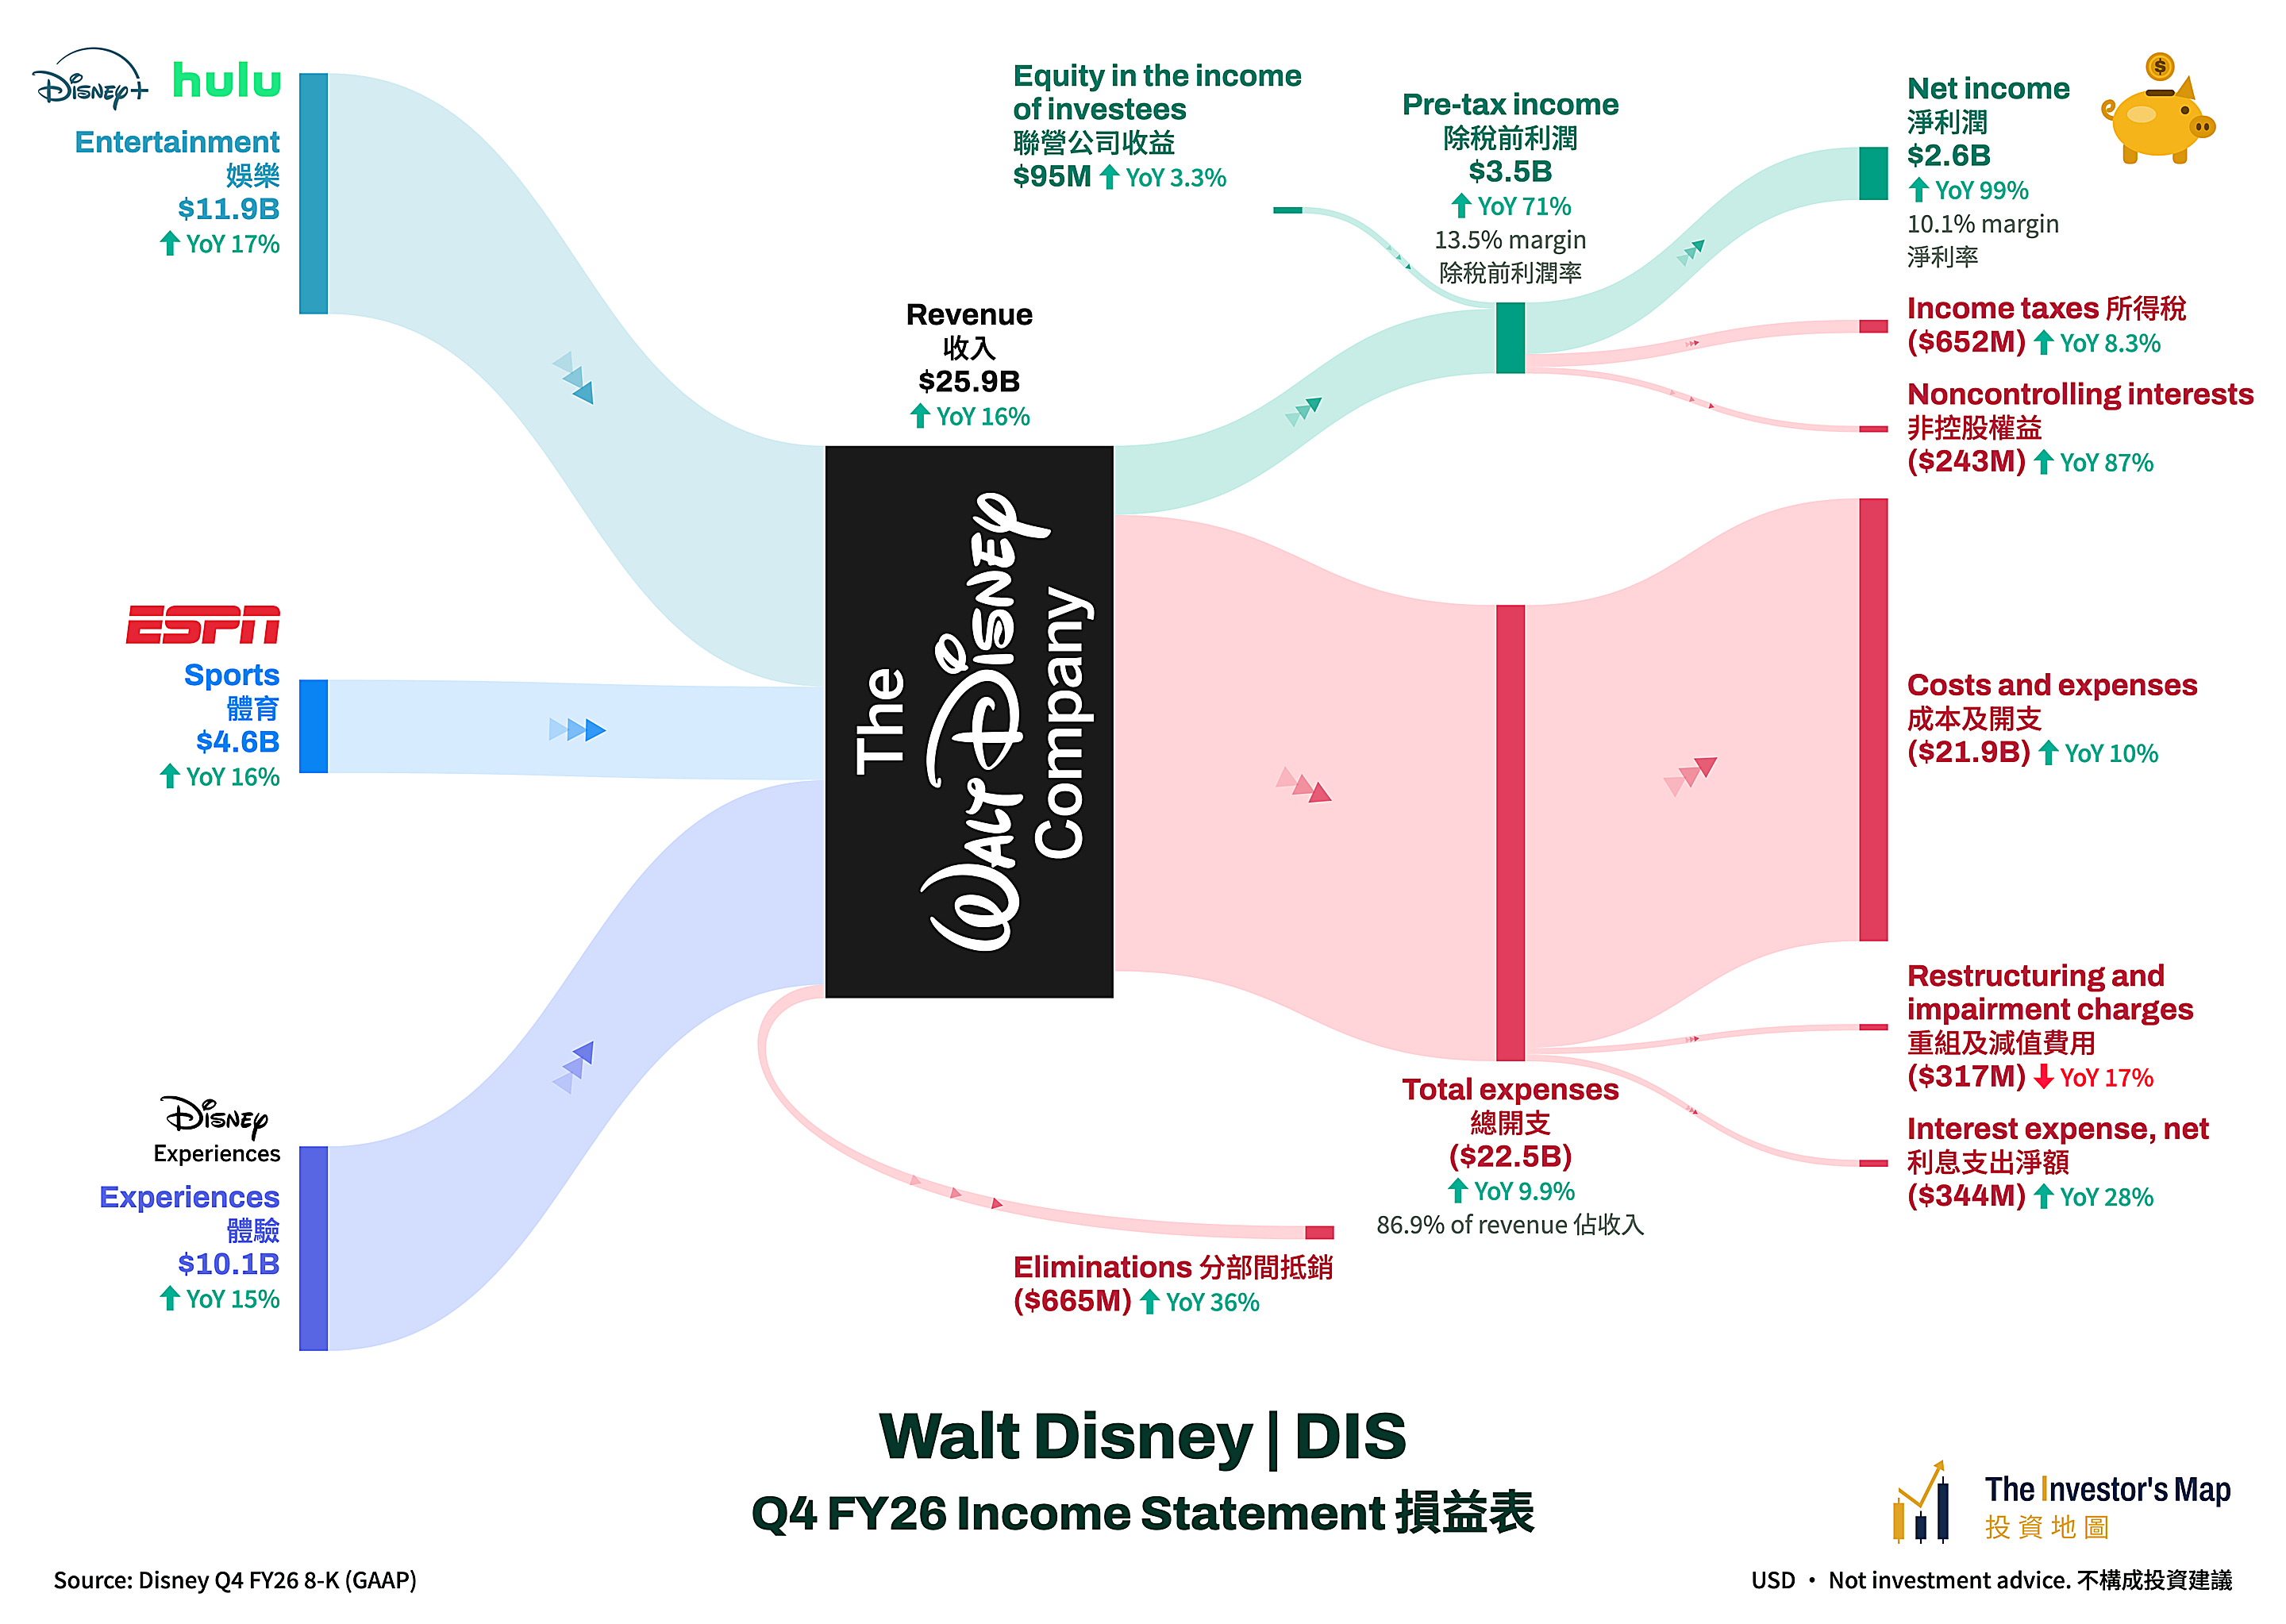 Disney+ hulu
Entertainment
娛樂
$11.9B
YoY 17%
ESPN
Sports
體育
$4.6B
YoY 16%
Disney
Experiences
Experiences
體驗
$10.1B
YoY 15%
Revenue
收入
$25.9B
YoY 16%
The
Walt Disney
Company
Equity in the income
of investees
聯營公司收益
$95M YoY 3.3%
Pre-tax income
除稅前利潤
$3.5B
YoY 71%
13.5% margin
除稅前利潤率
$
Net income
淨利潤
$2.6B
YoY 99%
10.1% margin
淨利率
Income taxes 所得稅
($652M) YoY 8.3%
Noncontrolling interests
非控股權益
($243M) YoY 87%
Costs and expenses
成本及開支
($21.9B) YoY 10%
Restructuring and
impairment charges
重組及減值費用
($317M) YoY 17%
Interest expense, net
利息支出淨額
($344M) YoY 28%
Total expenses
總開支
($22.5B)
YoY 9.9%
86.9% of revenue 佔收入
Eliminations 分部間抵銷
($665M) YoY 36%
Walt Disney | DIS
Q4 FY26 Income Statement 損益表
The Investor's Map
投資地圖
Source: Disney Q4 FY26 8-K (GAAP)
USD • Not investment advice. 不構成投資建議